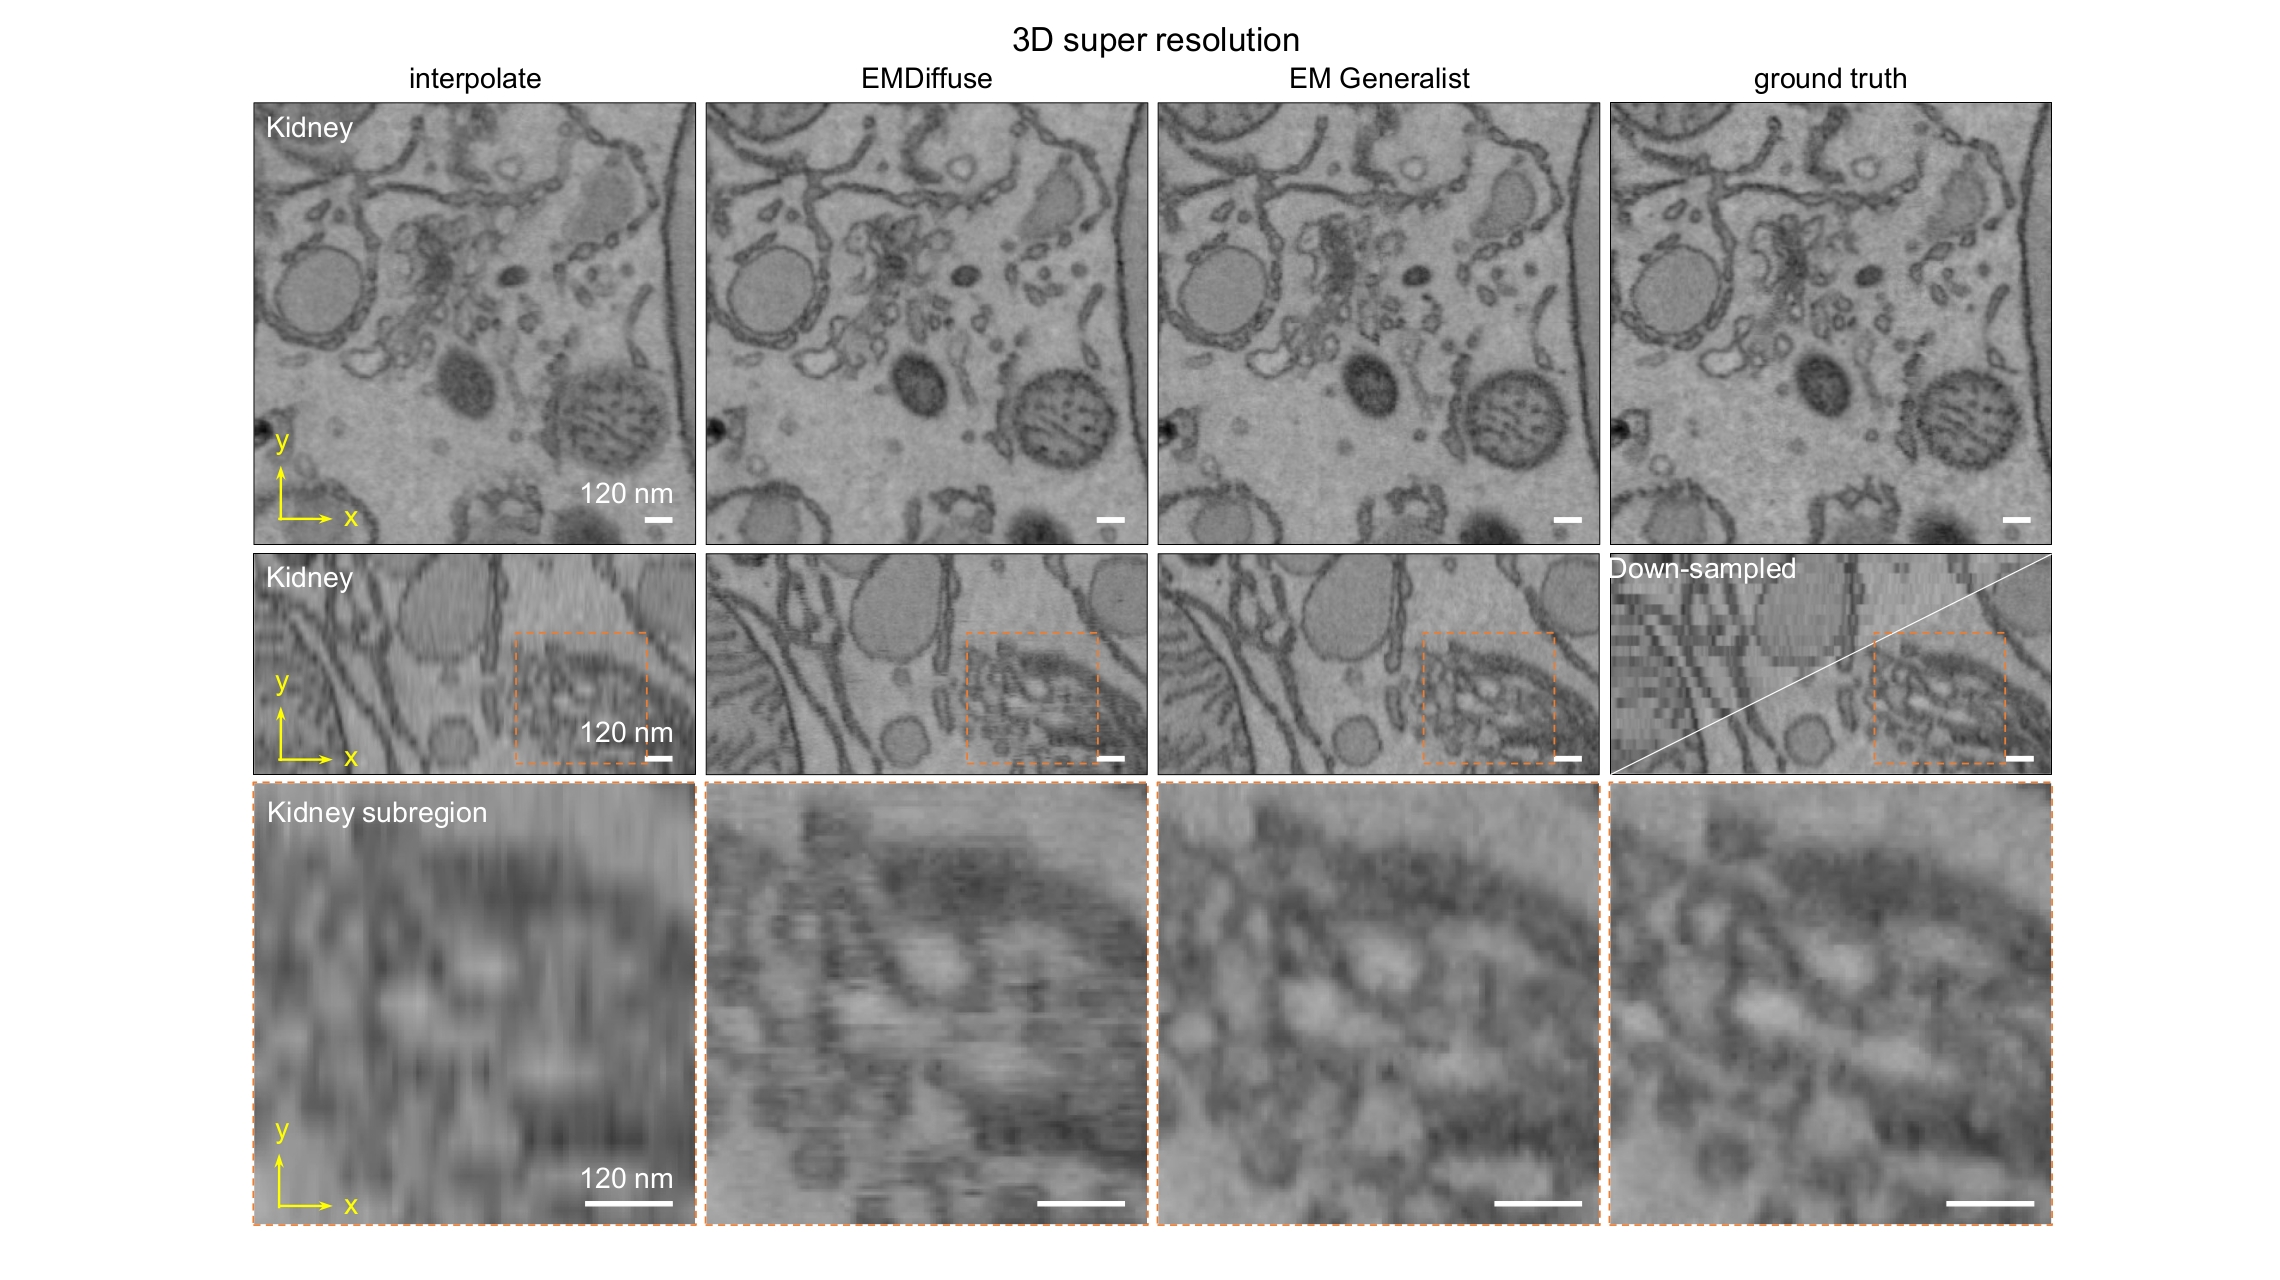 3D super resolution
interpolate
EMDiffuse
EM Generalist
ground truth
Kidney
y
x
120 nm
Kidney
Down-sampled
y
x
120 nm
Kidney subregion
y
x
120 nm